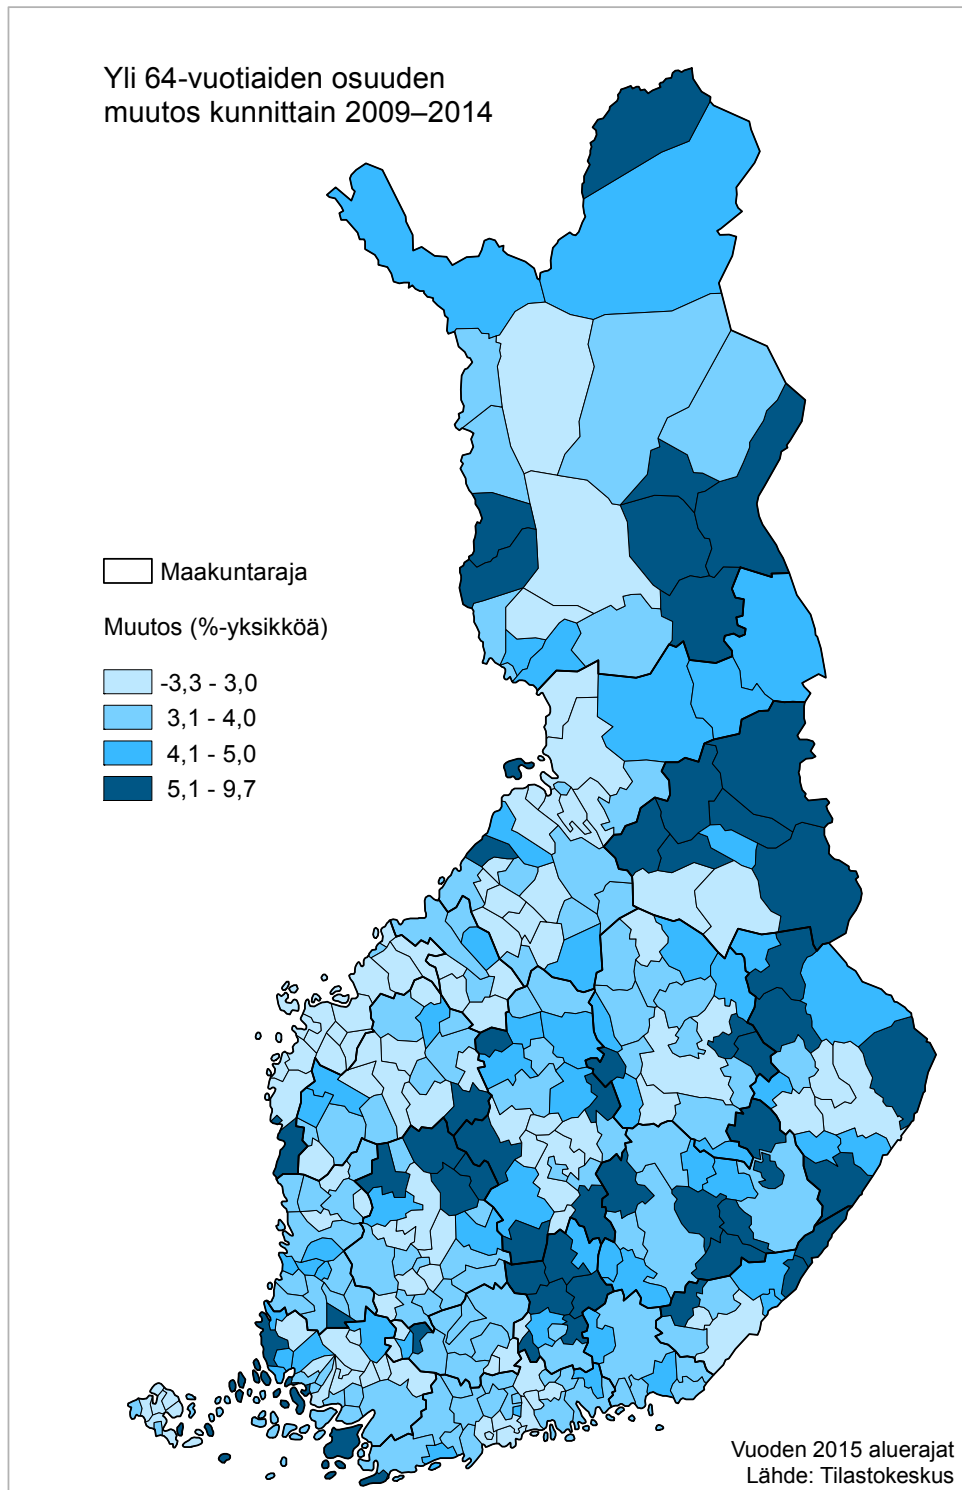 Yli 64-vuotiaiden osuuden
muutos kunnittain 2009–2014
Maakuntaraja
Muutos (%-yksikköä)
-3,3 - 3,0
3,1 - 4,0
4,1 - 5,0
5,1 - 9,7
Vuoden 2015 aluerajat
Lähde: Tilastokeskus